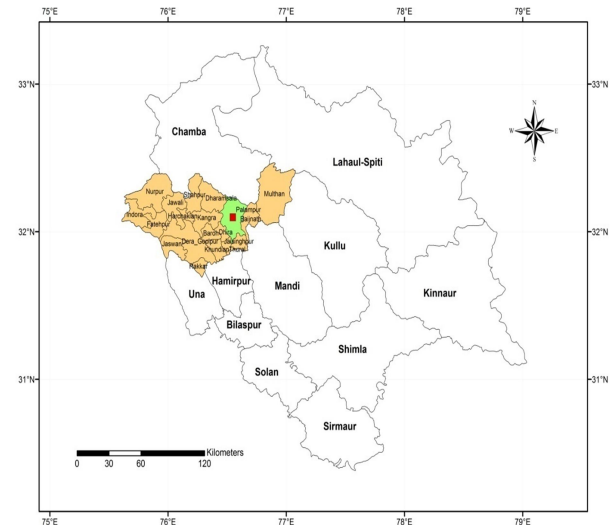 75°E 76°E 77°E 78°E 79°E
33°N 33°N
N
W E
S
Chamba
Lahaul-Spiti
Nurpur
Shahpur
Dharamsala
Multhan
Jawali
Palampur
Indora
Harchakian
Kangra
Baijnath
Fatehpur
32°N 32°N
Baroh
Dhira
Jaswan
Dera_Gopipur
Jaisinghpur
Khundian
Thural
Rakkar
Kullu
Hamirpur
Mandi
Una
Kinnaur
Bilaspur
Shimla
Solan
31°N 31°N
Sirmaur
Kilometers
0 30 60 120
75°E 76°E 77°E 78°E 79°E